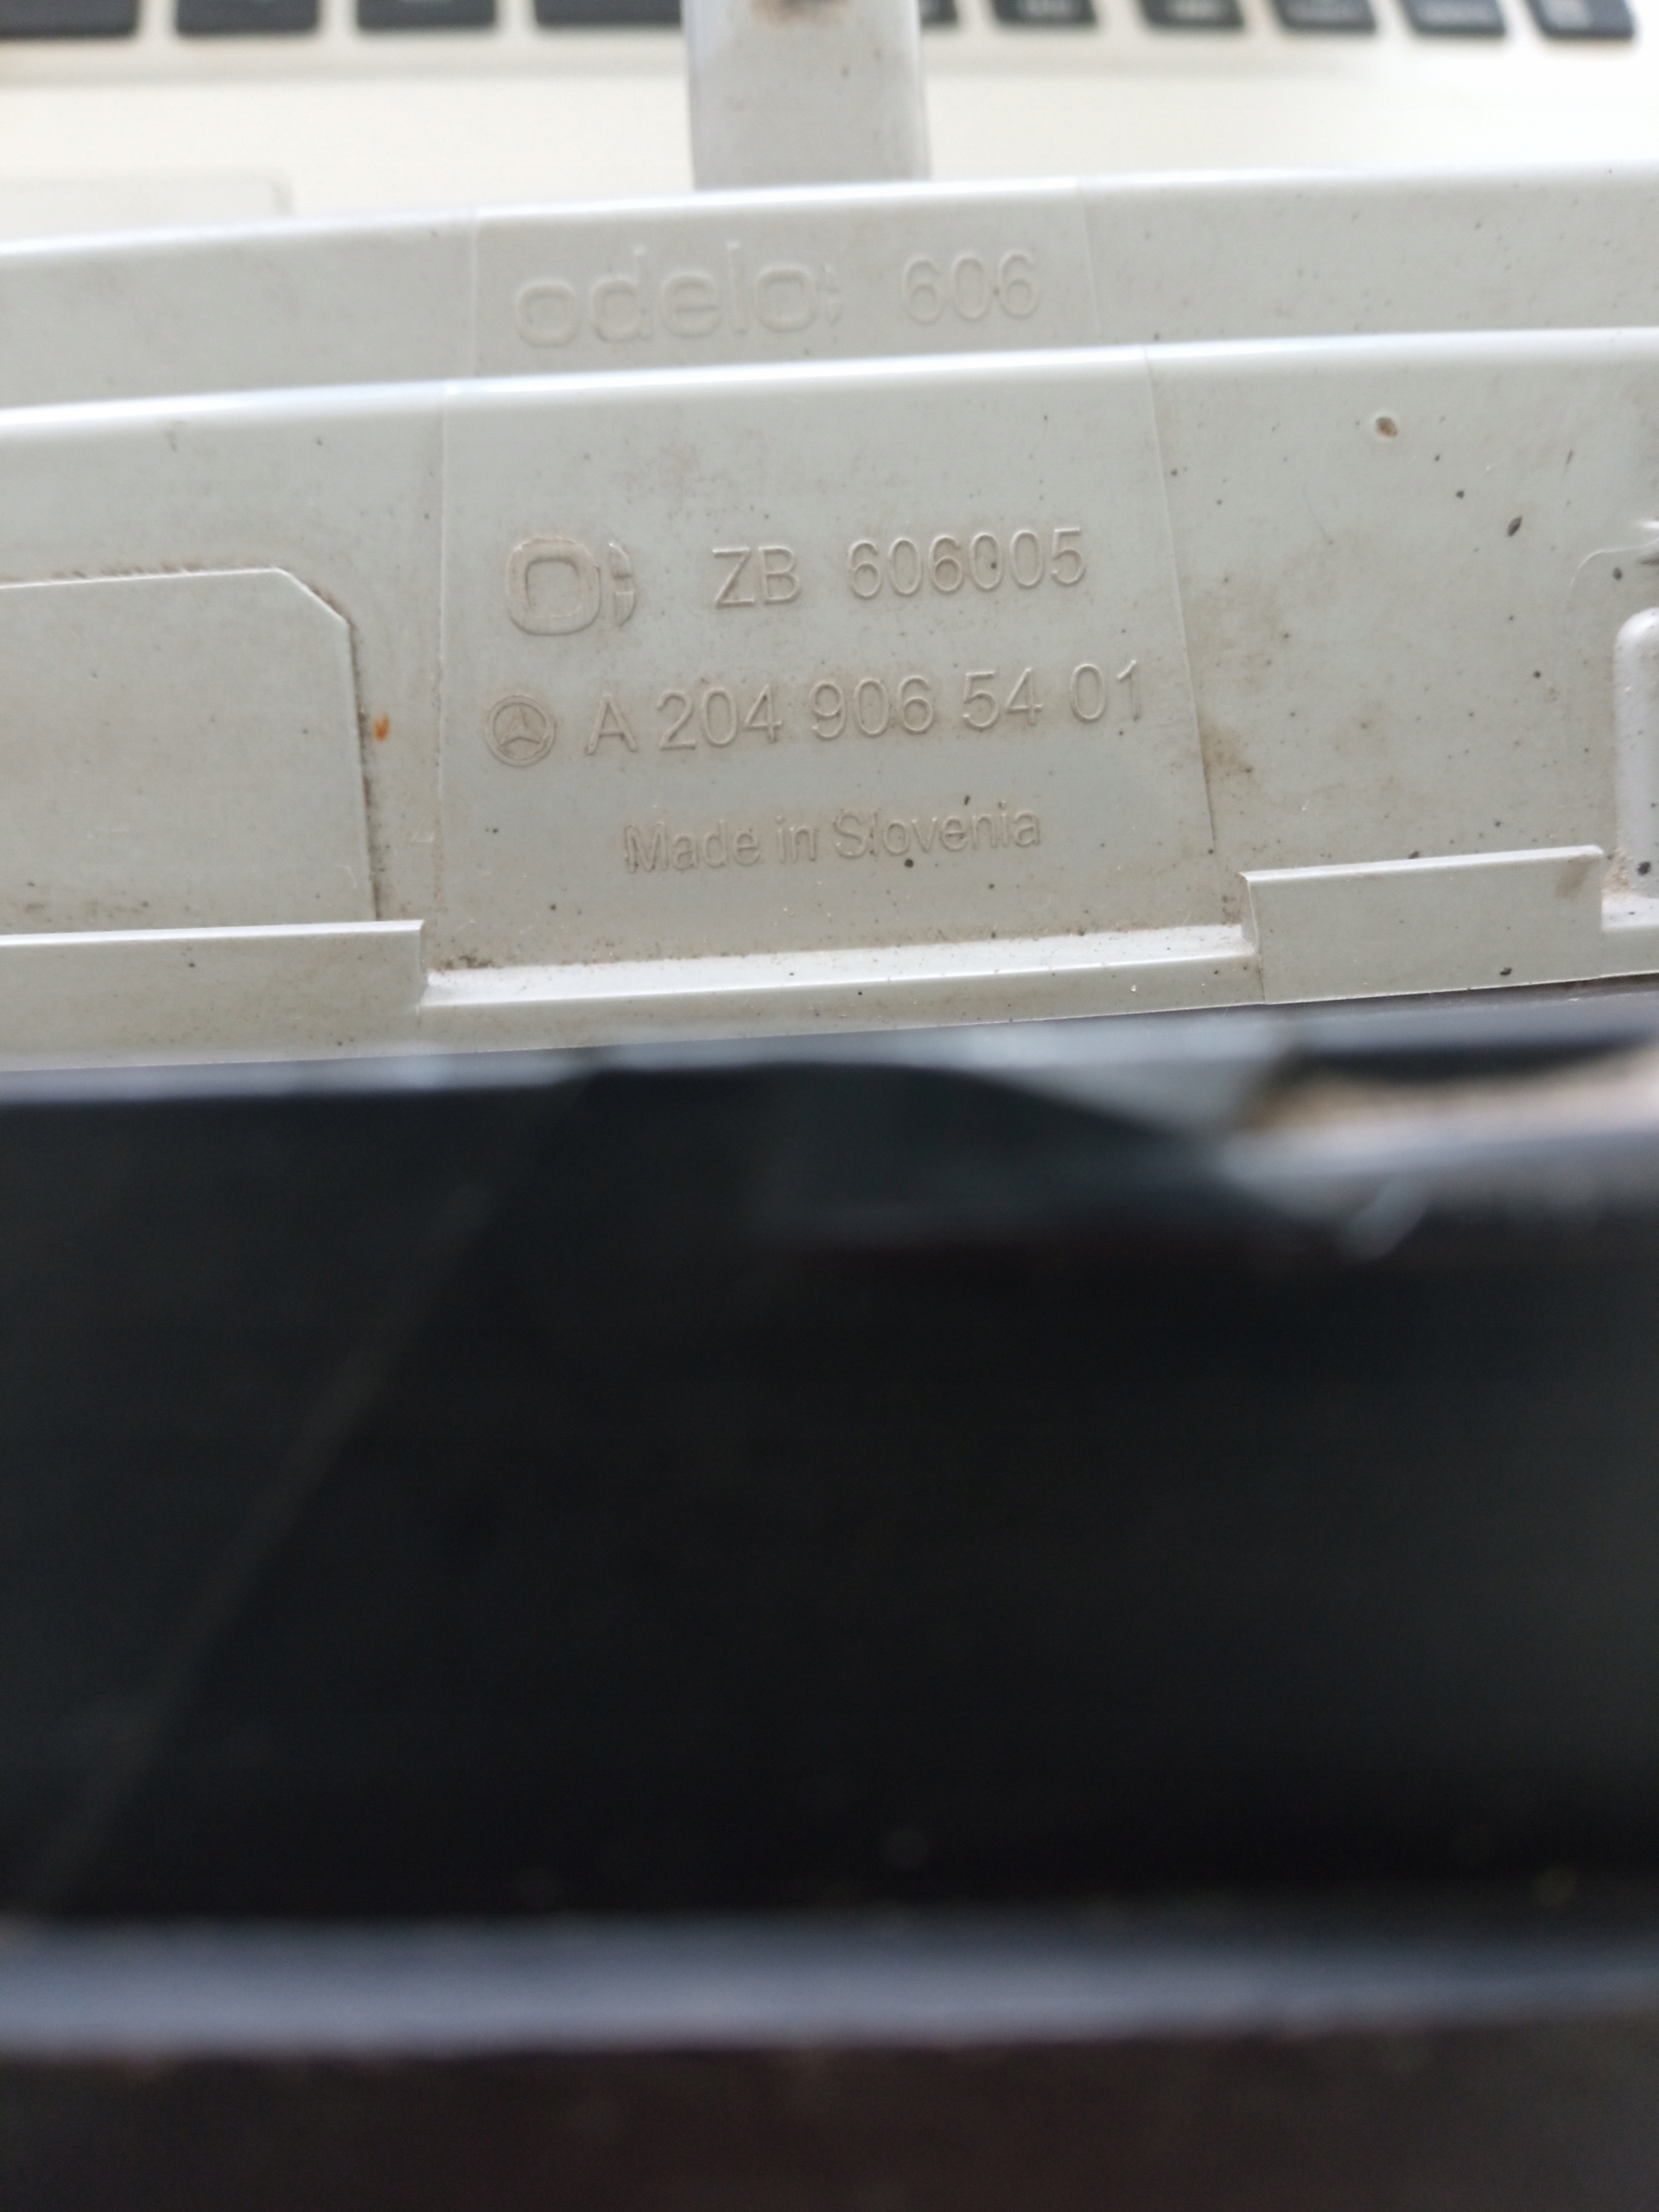 odelo 606
ZB 606005
A 204 906 54 01
Made in Slovenia